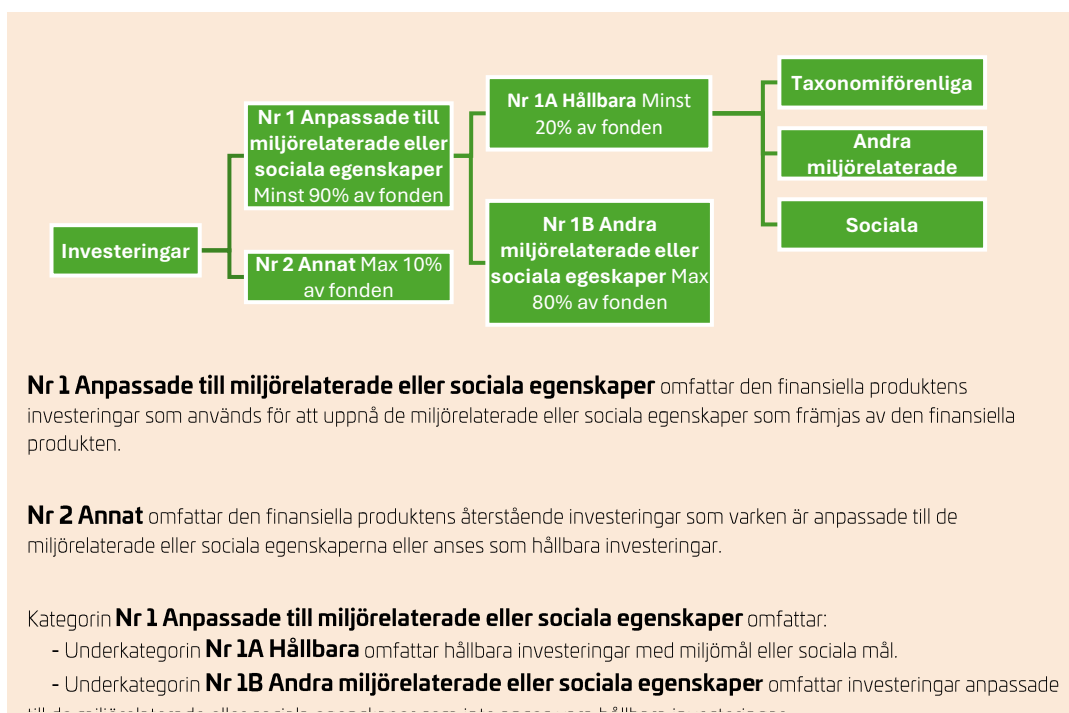 Taxonomiförenliga
Nr 1A Hållbara Minst
20% av fonden
Nr 1 Anpassade till
miljörelaterade eller
sociala egenskaper
Minst 90% av fonden
Andra
miljörelaterade
Sociala
Nr 1B Andra
miljörelaterade eller
sociala egeskaper Max
80% av fonden
Investeringar
Nr 2 Annat Max 10%
av fonden
Nr 1 Anpassade till miljörelaterade eller sociala egenskaper omfattar den finansiella produktens
investeringar som används för att uppnå de miljörelaterade eller sociala egenskaper som främjas av den finansiella
produkten.
Nr 2 Annat omfattar den finansiella produktens återstående investeringar som varken är anpassade till de
miljörelaterade eller sociala egenskaperna eller anses som hållbara investeringar.
Kategorin Nr 1 Anpassade till miljörelaterade eller sociala egenskaper omfattar:
- Underkategorin Nr 1A Hållbara omfattar hållbara investeringar med miljömål eller sociala mål.
- Underkategorin Nr 1B Andra miljörelaterade eller sociala egenskaper omfattar investeringar anpassade